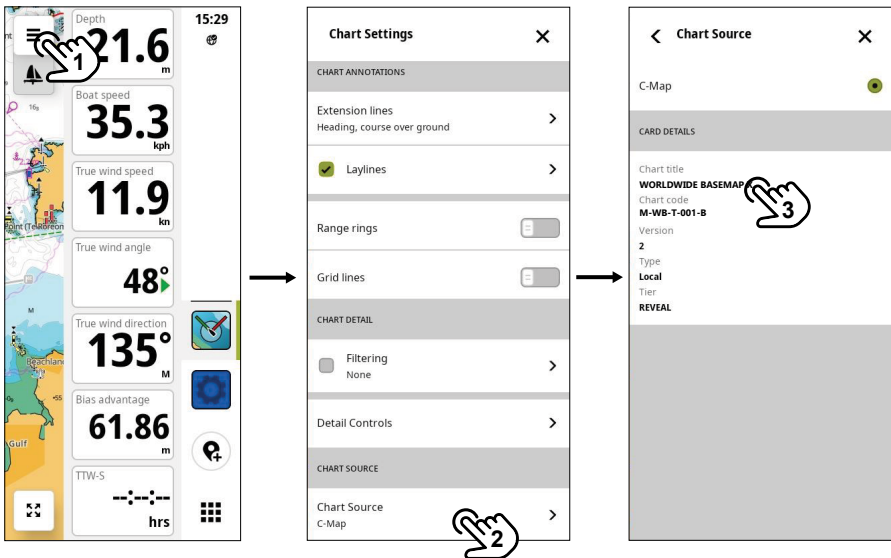 Depth
21.6
m
Boat speed
35.3
kph
True wind speed
11.9
kn
True wind angle
48°
True wind direction
135°
M
Bias advantage
61.86
m
TTW-S
--:--:--
hrs
15:29
1
16s
M
Beachlan
55
Gulf
Chart Settings
CHART ANNOTATIONS
Extension lines
Heading, course over ground
Laylines
Range rings
Grid lines
CHART DETAIL
Filtering
None
Detail Controls
CHART SOURCE
Chart Source
C-Map
2
Chart Source
C-Map
CARD DETAILS
Chart title
WORLDWIDE BASEMAP
Chart code
M-WB-T-001-B
Version
2
Type
Local
Tier
REVEAL
3